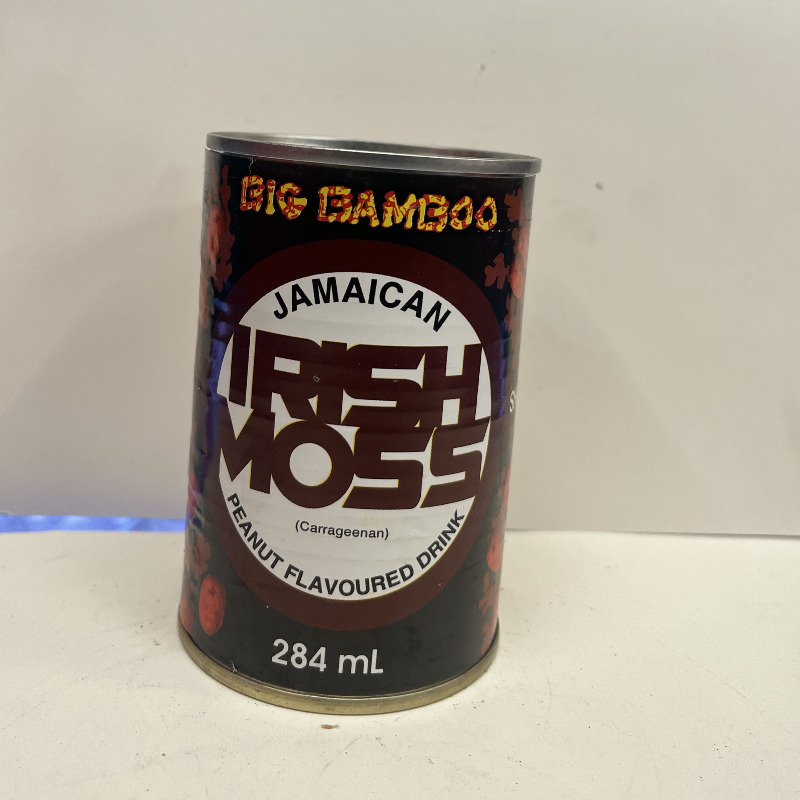 BIG BAMBOO
JAMAICAN
IRISH
MOSS
(Carrageenan)
PEANUT FLAVOURED DRINK
284 mL